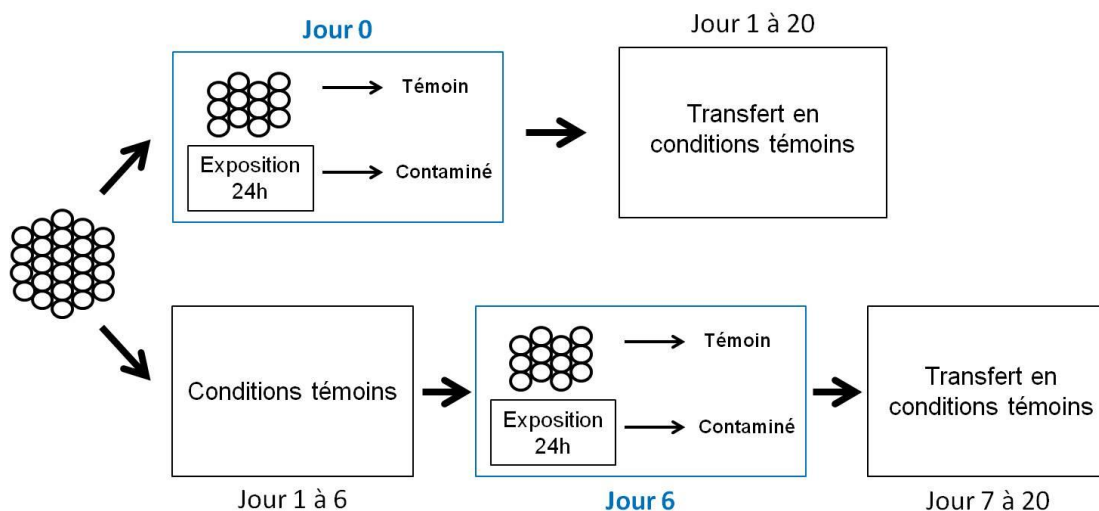 Jour 0
Jour 1 à 20
Témoin
Exposition
24h
Contaminé
Transfert en
conditions témoins
Conditions témoins
Témoin
Exposition
24h
Contaminé
Transfert en
conditions témoins
Jour 1 à 6
Jour 6
Jour 7 à 20